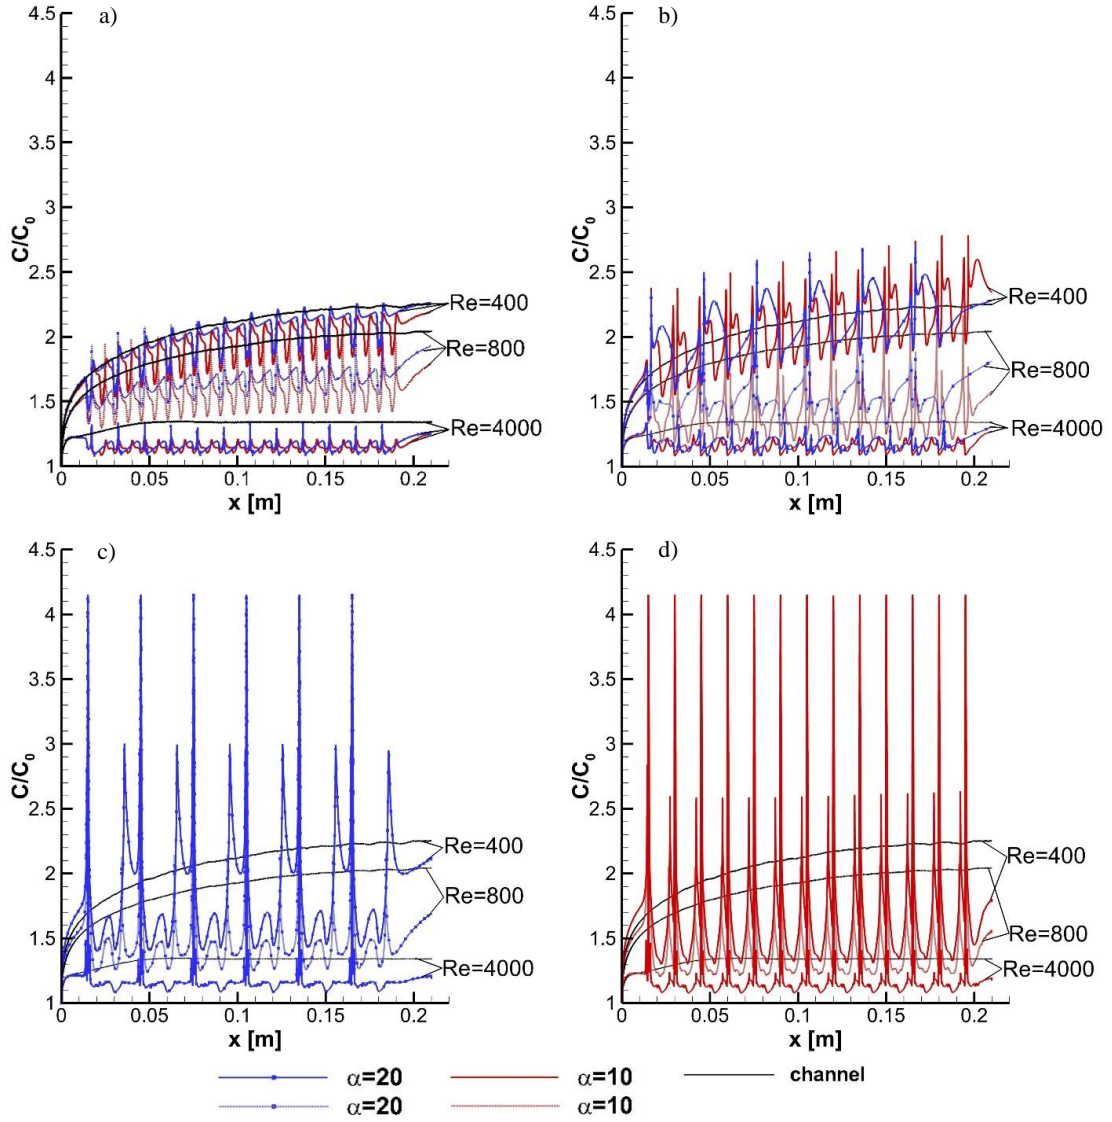 a)
4.5
4
3.5
3
2.5
2
1.5
1
C/C0
Re=400
Re=800
Re=4000
0
0.05
0.1
0.15
0.2
x [m]
b)
4.5
4
3.5
3
2.5
2
1.5
1
C/C0
Re=400
Re=800
Re=4000
0
0.05
0.1
0.15
0.2
x [m]
c)
4.5
4
3.5
3
2.5
2
1.5
1
C/C0
Re=400
Re=800
Re=4000
0
0.05
0.1
0.15
0.2
x [m]
d)
4.5
4
3.5
3
2.5
2
1.5
1
C/C0
Re=400
Re=800
Re=4000
0
0.05
0.1
0.15
0.2
x [m]
α=20
α=10
channel
α=20
α=10